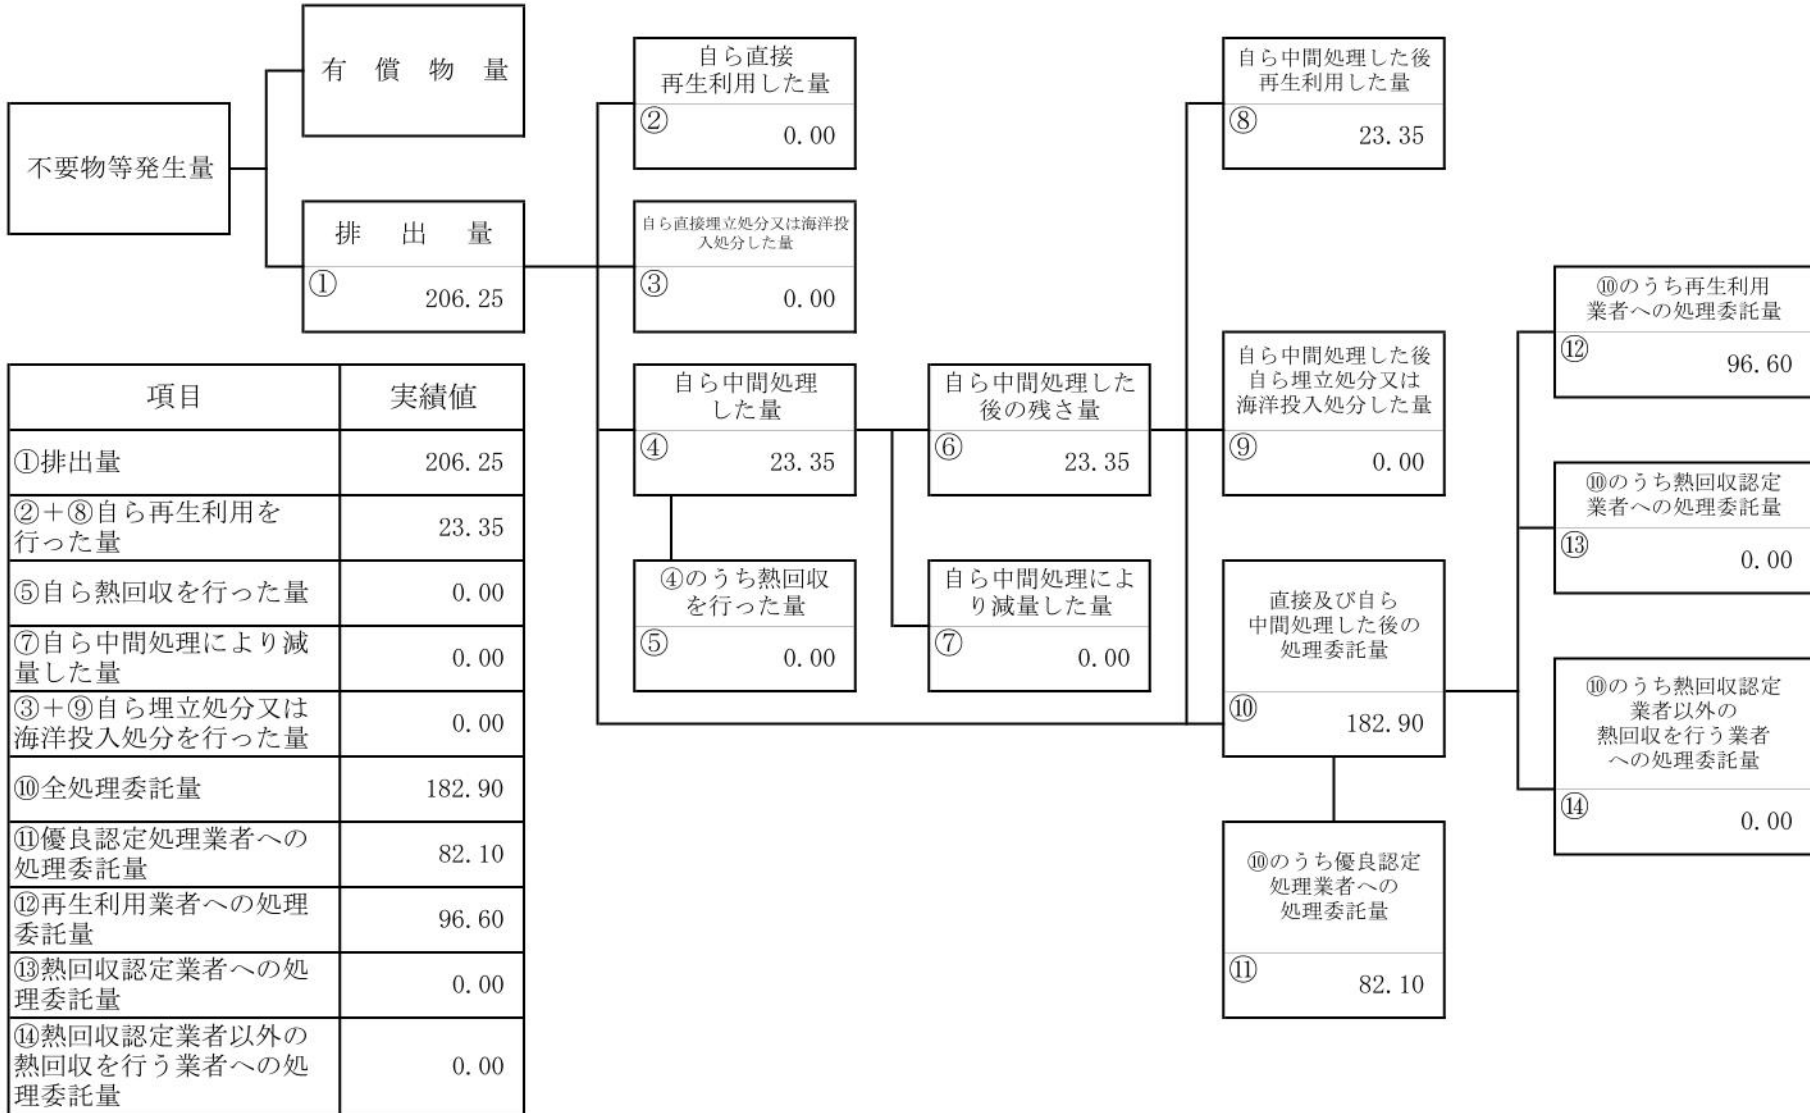 有償物量
不要物等発生量
排出量
①
206.25
自ら直接
再生利用した量
②
0.00
自ら直接埋立処分又は海洋投
入処分した量
③
0.00
自ら中間処理
した量
④
23.35
④のうち熱回収
を行った量
⑤
0.00
自ら中間処理した
後の残さ量
⑥
23.35
自ら中間処理によ
り減量した量
⑦
0.00
自ら中間処理した後
再生利用した量
⑧
23.35
自ら中間処理した後
自ら埋立処分又は
海洋投入処分した量
⑨
0.00
直接及び自ら
中間処理した後の
処理委託量
⑩
182.90
⑩のうち優良認定
処理業者への
処理委託量
⑪
82.10
⑩のうち再生利用
業者への処理委託量
⑫
96.60
⑩のうち熱回収認定
業者への処理委託量
⑬
0.00
⑩のうち熱回収認定
業者以外の
熱回収を行う業者
への処理委託量
⑭
0.00
項目 実績値
①排出量 206.25
②＋⑧自ら再生利用を
行った量 23.35
⑤自ら熱回収を行った量 0.00
⑦自ら中間処理により減
量した量 0.00
③＋⑨自ら埋立処分又は
海洋投入処分を行った量 0.00
⑩全処理委託量 182.90
⑪優良認定処理業者への
処理委託量 82.10
⑫再生利用業者への処理
委託量 96.60
⑬熱回収認定業者への処
理委託量 0.00
⑭熱回収認定業者以外の
熱回収を行う業者への処
理委託量 0.00